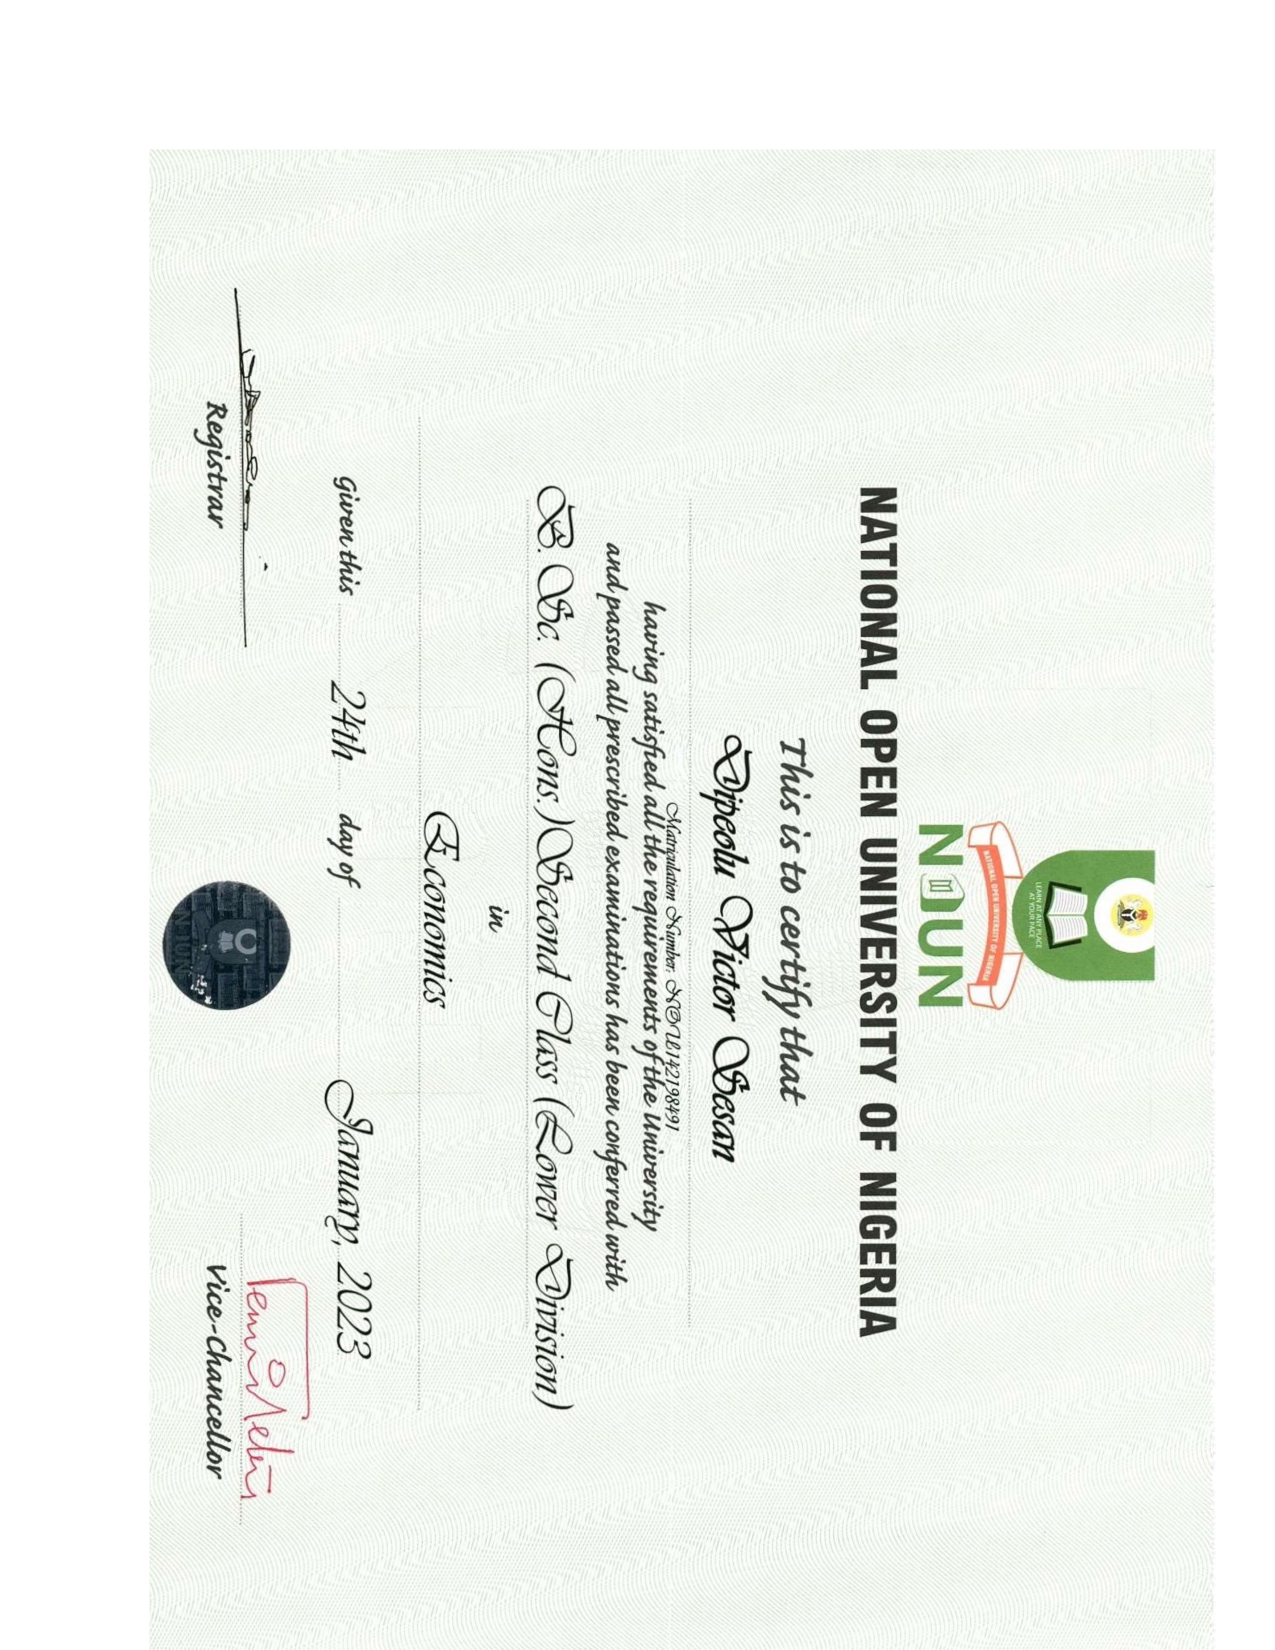 LEARN AT ANY PLACE
AT YOUR PACE
NATIONAL OPEN UNIVERSITY OF NIGERIA
NOUN
NATIONAL OPEN UNIVERSITY OF NIGERIA
This is to certify that
Dipeolu Victor Sesan
Matriculation Number: NOU142198491
having satisfied all the requirements of the University
and passed all prescribed examinations has been conferred with
B. Sc. (Hons.) Second Class (Lower Division)
in
Economics
Given this 24th day of January, 2023
Registrar
Vice-Chancellor